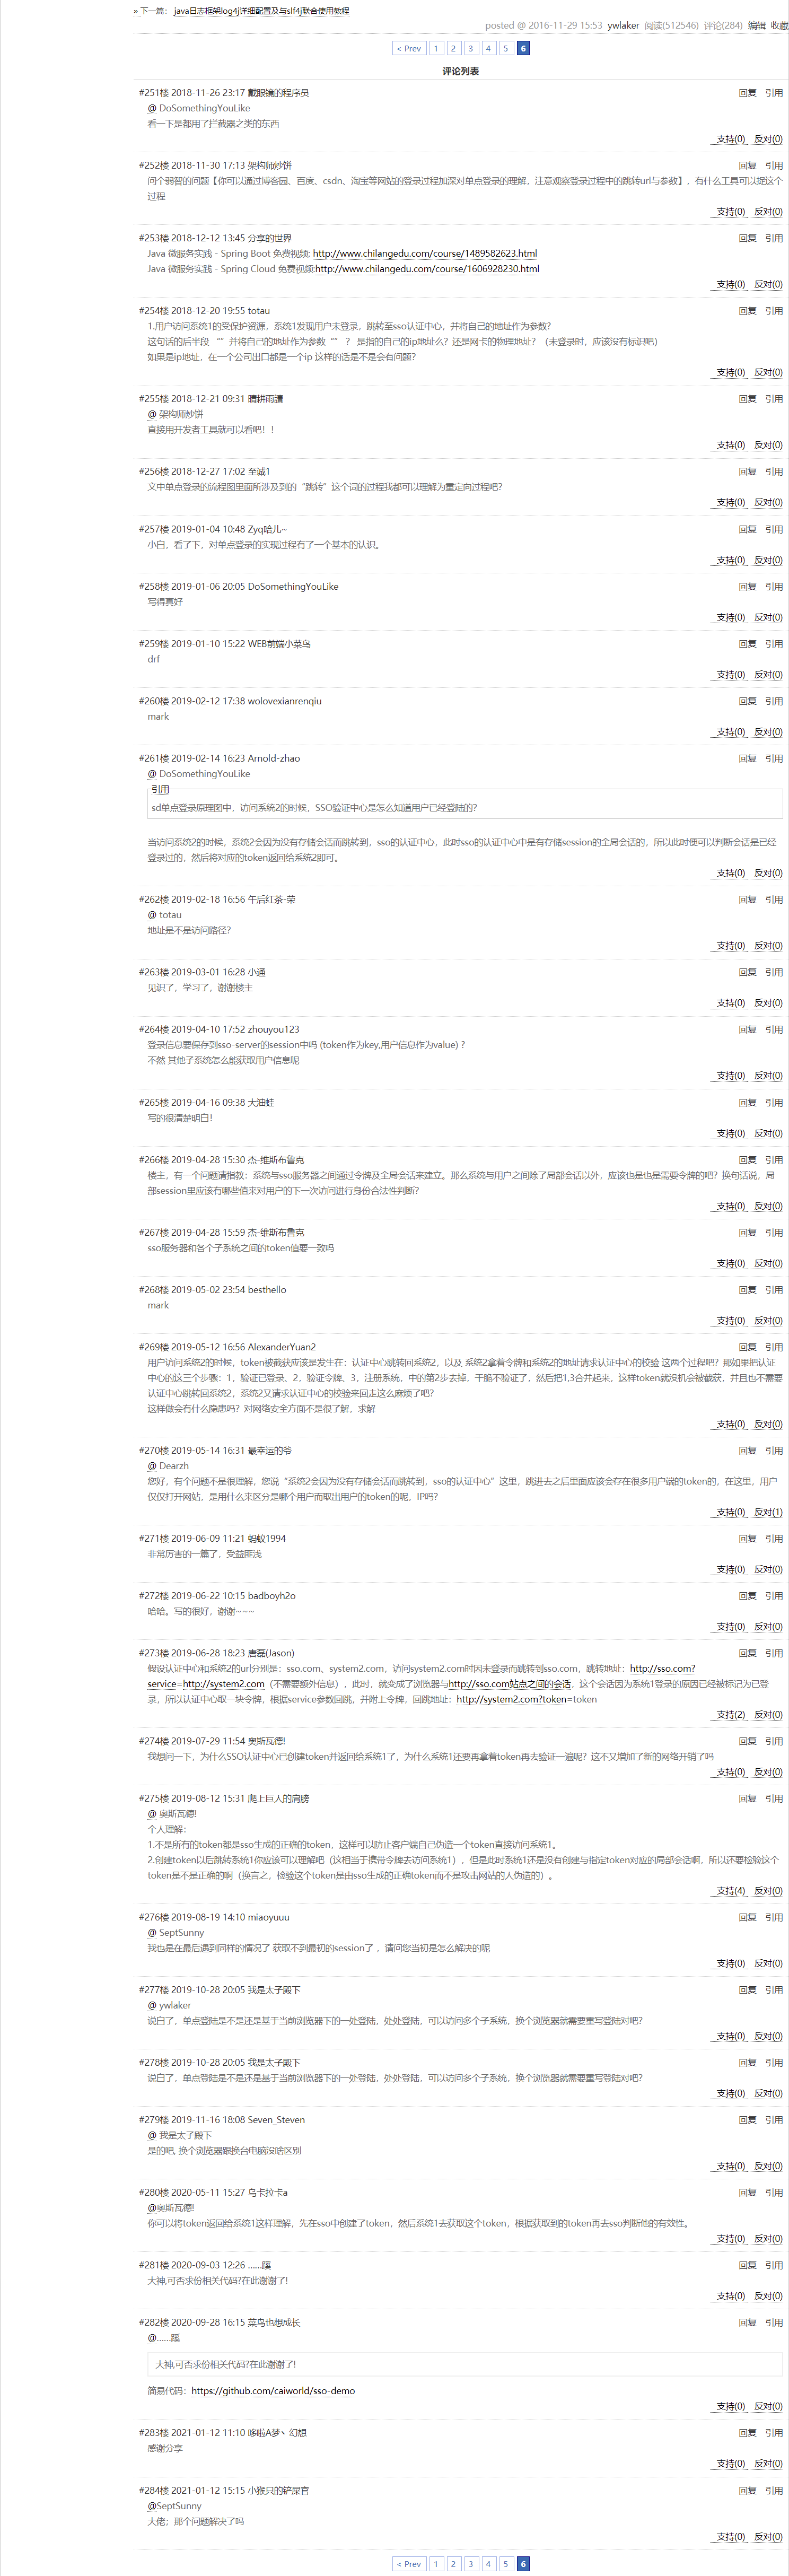 » 下一篇： java日志框架log4j详细配置及与slf4j联合使用教程
posted @ 2016-11-29 15:53 ywlaker 阅读(512546) 评论(284) 编辑 收藏
< Prev 1 2 3 4 5 6
评论列表
#251楼 2018-11-26 23:17 戴眼镜的程序员 回复 引用
@ DoSomethingYouLike
看一下是都用了拦截器之类的东西
支持(0) 反对(0)
#252楼 2018-11-30 17:13 架构师炒饼 回复 引用
问个弱智的问题【你可以通过博客园、百度、csdn、淘宝等网站的登录过程加深对单点登录的理解，注意观察登录过程中的跳转url与参数】，有什么工具可以捉这个
过程
支持(0) 反对(0)
#253楼 2018-12-12 13:45 分享的世界 回复 引用
Java 微服务实践 - Spring Boot 免费视频: http://www.chilangedu.com/course/1489582623.html
Java 微服务实践 - Spring Cloud 免费视频:http://www.chilangedu.com/course/1606928230.html
支持(0) 反对(0)
#254楼 2018-12-20 19:55 totau 回复 引用
1.用户访问系统1的受保护资源，系统1发现用户未登录，跳转至sso认证中心，并将自己的地址作为参数?
这句话的后半段 “” 并将自己的地址作为参数“” ？ 是指的自己的ip地址么？还是网卡的物理地址？（未登录时，应该没有标识吧）
如果是ip地址，在一个公司出口都是一个ip 这样的话是不是会有问题?
支持(0) 反对(0)
#255楼 2018-12-21 09:31 晴耕雨讀 回复 引用
@ 架构师炒饼
直接用开发者工具就可以看吧！！
支持(0) 反对(0)
#256楼 2018-12-27 17:02 至诚1 回复 引用
文中单点登录的流程图里面所涉及到的“跳转”这个词的过程我都可以理解为重定向过程吧?
支持(0) 反对(0)
#257楼 2019-01-04 10:48 Zyq哈儿~ 回复 引用
小白，看了下，对单点登录的实现过程有了一个基本的认识。
支持(0) 反对(0)
#258楼 2019-01-06 20:05 DoSomethingYouLike 回复 引用
写得真好
支持(0) 反对(0)
#259楼 2019-01-10 15:22 WEB前端小菜鸟 回复 引用
drf
支持(0) 反对(0)
#260楼 2019-02-12 17:38 wolovexianrenqiu 回复 引用
mark
支持(0) 反对(0)
#261楼 2019-02-14 16:23 Arnold-zhao 回复 引用
@ DoSomethingYouLike
引用
sd单点登录原理图中，访问系统2的时候，SSO验证中心是怎么知道用户已经登陆的?
当访问系统2的时候，系统2会因为没有存储会话而跳转到，sso的认证中心，此时sso的认证中心中是有存储session的全局会话的，所以此时便可以判断会话是已经
登录过的，然后将对应的token返回给系统2即可。
支持(0) 反对(0)
#262楼 2019-02-18 16:56 午后红茶-荣 回复 引用
@ totau
地址是不是访问路径?
支持(0) 反对(0)
#263楼 2019-03-01 16:28 小通 回复 引用
见识了，学习了，谢谢楼主
支持(0) 反对(0)
#264楼 2019-04-10 17:52 zhouyou123 回复 引用
登录信息要保存到sso-server的session中吗 (token作为key,用户信息作为value)？
不然 其他子系统怎么能获取用户信息呢
支持(0) 反对(0)
#265楼 2019-04-16 09:38 大油蛙 回复 引用
写的很清楚明白!
支持(0) 反对(0)
#266楼 2019-04-28 15:30 杰-维斯布鲁克 回复 引用
楼主，有一个问题请指教：系统与sso服务器之间通过令牌及全局会话来建立。那么系统与用户之间除了局部会话以外，应该也是也是需要令牌的吧？换句话说，局
部session里应该有哪些值来对用户的下一次访问进行身份合法性判断?
支持(0) 反对(0)
#267楼 2019-04-28 15:59 杰-维斯布鲁克 回复 引用
sso服务器和各个子系统之间的token值要一致吗
支持(0) 反对(0)
#268楼 2019-05-02 23:54 besthello 回复 引用
mark
支持(0) 反对(0)
#269楼 2019-05-12 16:56 AlexanderYuan2 回复 引用
用户访问系统2的时候，token被截获应该是发生在：认证中心跳转回系统2，以及 系统2拿着令牌和系统2的地址请求认证中心的校验 这两个过程吧？那如果把认证
中心的这三个步骤：1，验证已登录、2，验证令牌、3，注册系统，中的第2步去掉，干脆不验证了，然后把1,3合并起来，这样token就没机会被截获，并且也不需要
认证中心跳转回系统2，系统2又请求认证中心的校验来回走这么麻烦了吧?
这样做会有什么隐患吗？对网络安全方面不是很了解，求解
支持(0) 反对(0)
#270楼 2019-05-14 16:31 最幸运的爷 回复 引用
@ Dearzh
您好，有个问题不是很理解，您说“系统2会因为没有存储会话而跳转到，sso的认证中心”这里，跳进去之后里面应该会存在很多用户端的token的，在这里，用户
仅仅打开网站，是用什么来区分是哪个用户而取出用户的token的呢，IP吗?
支持(0) 反对(1)
#271楼 2019-06-09 11:21 蚂蚁1994 回复 引用
非常厉害的一篇了，受益匪浅
支持(0) 反对(0)
#272楼 2019-06-22 10:15 badboyh2o 回复 引用
哈哈。写的很好，谢谢~~~
支持(0) 反对(0)
#273楼 2019-06-28 18:23 唐磊(Jason) 回复 引用
假设认证中心和系统2的url分别是：sso.com、system2.com，访问system2.com时因未登录而跳转到sso.com，跳转地址：http://sso.com?
service=http://system2.com（不需要额外信息），此时，就变成了浏览器与http://sso.com站点之间的会话，这个会话因为系统1登录的原因已经被标记为已登
录，所以认证中心取一块令牌，根据service参数回跳，并附上令牌，回跳地址：http://system2.com?token=token
支持(2) 反对(0)
#274楼 2019-07-29 11:54 奥斯瓦德! 回复 引用
我想问一下，为什么SSO认证中心已创建token并返回给系统1了，为什么系统1还要再拿着token再去验证一遍呢？这不又增加了新的网络开销了吗
支持(0) 反对(0)
#275楼 2019-08-12 15:31 爬上巨人的肩膀 回复 引用
@ 奥斯瓦德!
个人理解：
1.不是所有的token都是sso生成的正确的token，这样可以防止客户端自己伪造一个token直接访问系统1。
2.创建token以后跳转系统1你应该可以理解吧（这相当于携带令牌去访问系统1），但是此时系统1还是没有创建与指定token对应的局部会话啊，所以还要检验这个
token是不是正确的啊（换言之，检验这个token是由sso生成的正确token而不是攻击网站的人伪造的）。
支持(4) 反对(0)
#276楼 2019-08-19 14:10 miaoyuuu 回复 引用
@ SeptSunny
我也是在最后遇到同样的情况了 获取不到最初的session了 ，请问您当初是怎么解决的呢
支持(0) 反对(0)
#277楼 2019-10-28 20:05 我是太子殿下 回复 引用
@ ywlaker
说白了，单点登陆是不是还是基于当前浏览器下的一处登陆，处处登陆，可以访问多个子系统，换个浏览器就需要重写登陆对吧?
支持(0) 反对(0)
#278楼 2019-10-28 20:05 我是太子殿下 回复 引用
说白了，单点登陆是不是还是基于当前浏览器下的一处登陆，处处登陆，可以访问多个子系统，换个浏览器就需要重写登陆对吧?
支持(0) 反对(0)
#279楼 2019-11-16 18:08 Seven_Steven 回复 引用
@ 我是太子殿下
是的吧, 换个浏览器跟换台电脑没啥区别
支持(0) 反对(0)
#280楼 2020-05-11 15:27 乌卡拉卡a 回复 引用
@奥斯瓦德!
你可以将token返回给系统1这样理解，先在sso中创建了token，然后系统1去获取这个token，根据获取到的token再去sso判断他的有效性。
支持(0) 反对(0)
#281楼 2020-09-03 12:26 ......蹊 回复 引用
大神,可否求份相关代码?在此谢谢了!
支持(0) 反对(0)
#282楼 2020-09-28 16:15 菜鸟也想成长 回复 引用
@......蹊
大神,可否求份相关代码?在此谢谢了!
简易代码：https://github.com/caiworld/sso-demo
支持(0) 反对(0)
#283楼 2021-01-12 11:10 哆啦A梦丶幻想 回复 引用
感谢分享
支持(0) 反对(0)
#284楼 2021-01-12 15:15 小猴只的铲屎官 回复 引用
@SeptSunny
大佬；那个问题解决了吗
支持(0) 反对(0)
< Prev 1 2 3 4 5 6